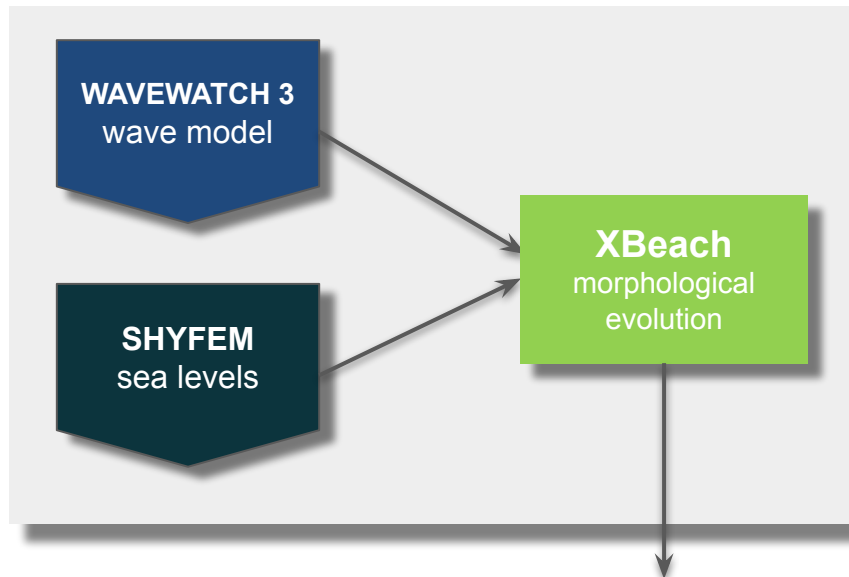 WAVEWATCH 3
wave model
SHYFEM
sea levels
XBeach
morphological
evolution